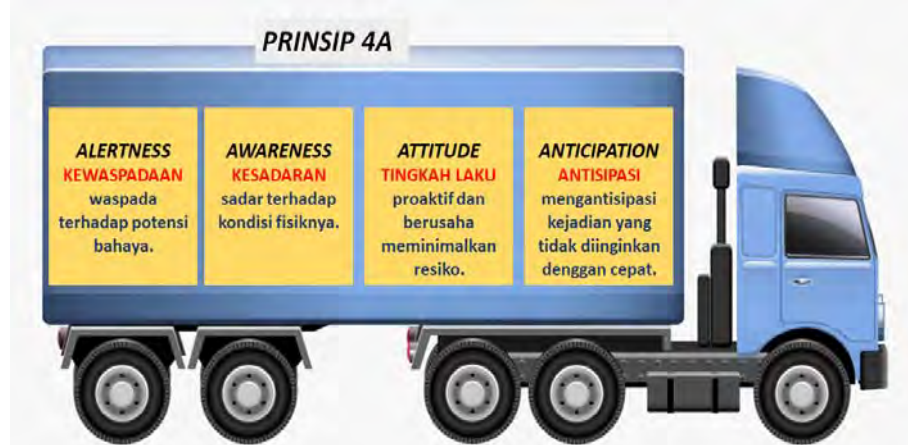 PRINSIP 4A
ALERTNESS
KEWASPADAAN
waspada
terhadap potensi
bahaya.
AWARENESS
KESADARAN
sadar terhadap
kondisi fisiknya.
ATTITUDE
TINGKAH LAKU
proaktif dan
berusaha
meminimalkan
resiko.
ANTICIPATION
ANTISIPASI
mengantisipasi
kejadian yang
tidak diinginkan
denggan cepat.